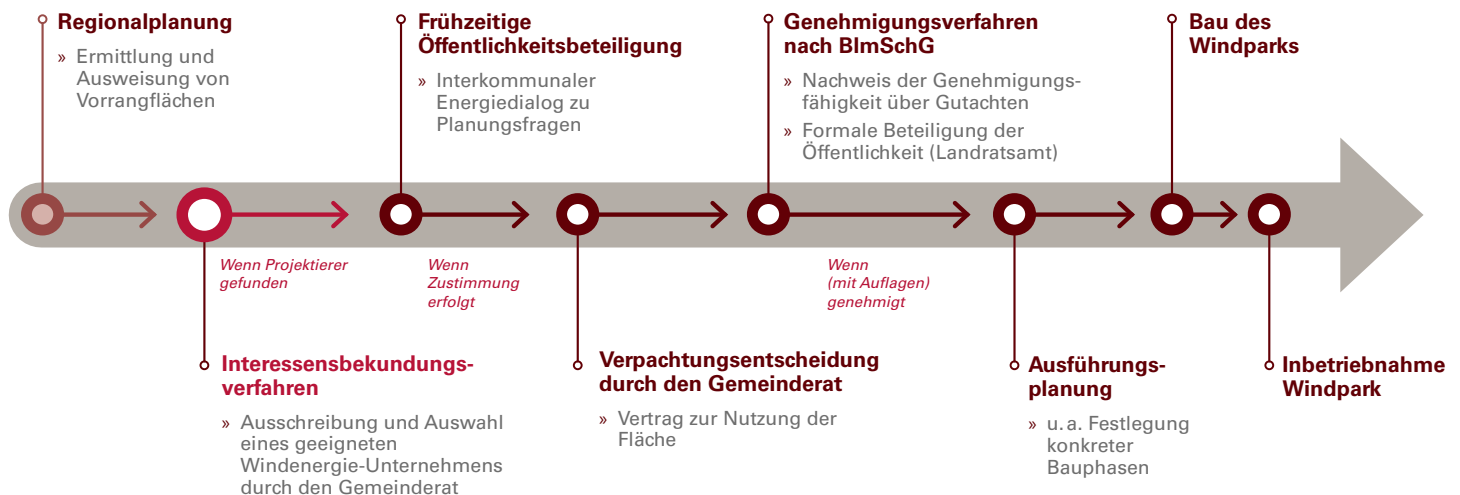 Regionalplanung
» Ermittlung und
Ausweisung von
Vorrangflächen
Frühzeitige
Öffentlichkeitsbeteiligung
» Interkommunaler
Energiedialog zu
Planungsfragen
Genehmigungsverfahren
nach BImSchG
» Nachweis der Genehmigungs-
fähigkeit über Gutachten
» Formale Beteiligung der
Öffentlichkeit (Landratsamt)
Bau des
Windparks
Wenn Projektierer
gefunden
Wenn
Zustimmung
erfolgt
Wenn
(mit Auflagen)
genehmigt
Interessensbekundungs-
verfahren
» Ausschreibung und Auswahl
eines geeigneten
Windenergie-Unternehmens
durch den Gemeinderat
Verpachtungsentscheidung
durch den Gemeinderat
» Vertrag zur Nutzung der
Fläche
Ausführungs-
planung
» u. a. Festlegung
konkreter
Bauphasen
Inbetriebnahme
Windpark